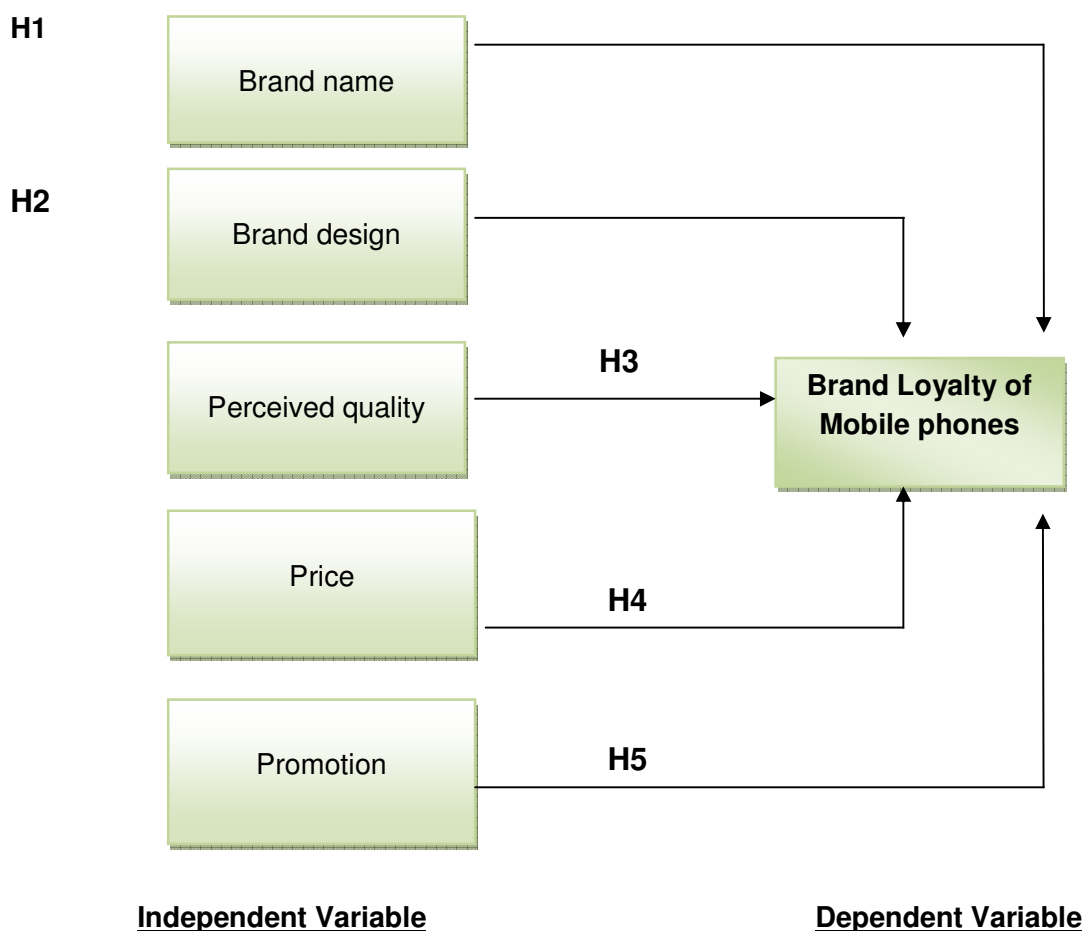 H1
Brand name
H2
Brand design
Perceived quality
H3
Brand Loyalty of
Mobile phones
Price
H4
Promotion
H5
Independent Variable
Dependent Variable